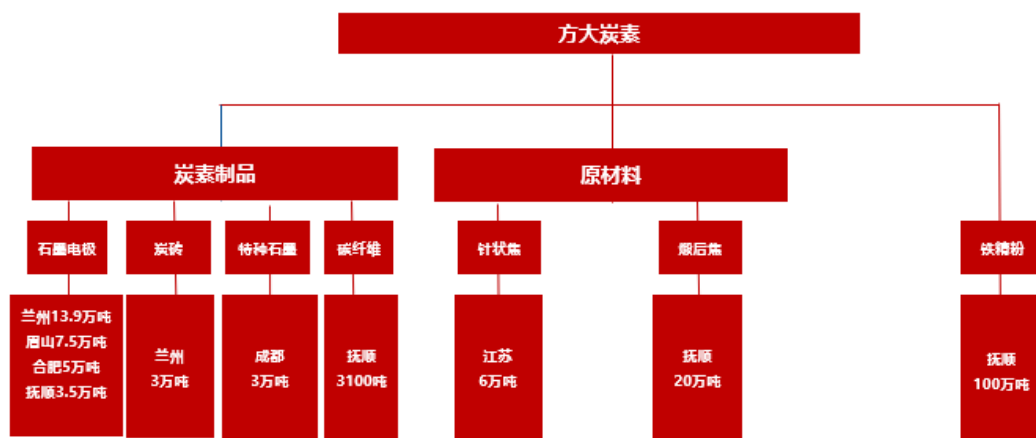 方大炭素
炭素制品
原材料
石墨电极
炭砖
特种石墨
碳纤维
针状焦
煅后焦
铁精粉
兰州13.9万吨
眉山7.5万吨
合肥5万吨
抚顺3.5万吨
兰州
3万吨
成都
3万吨
抚顺
3100吨
江苏
6万吨
抚顺
20万吨
抚顺
100万吨